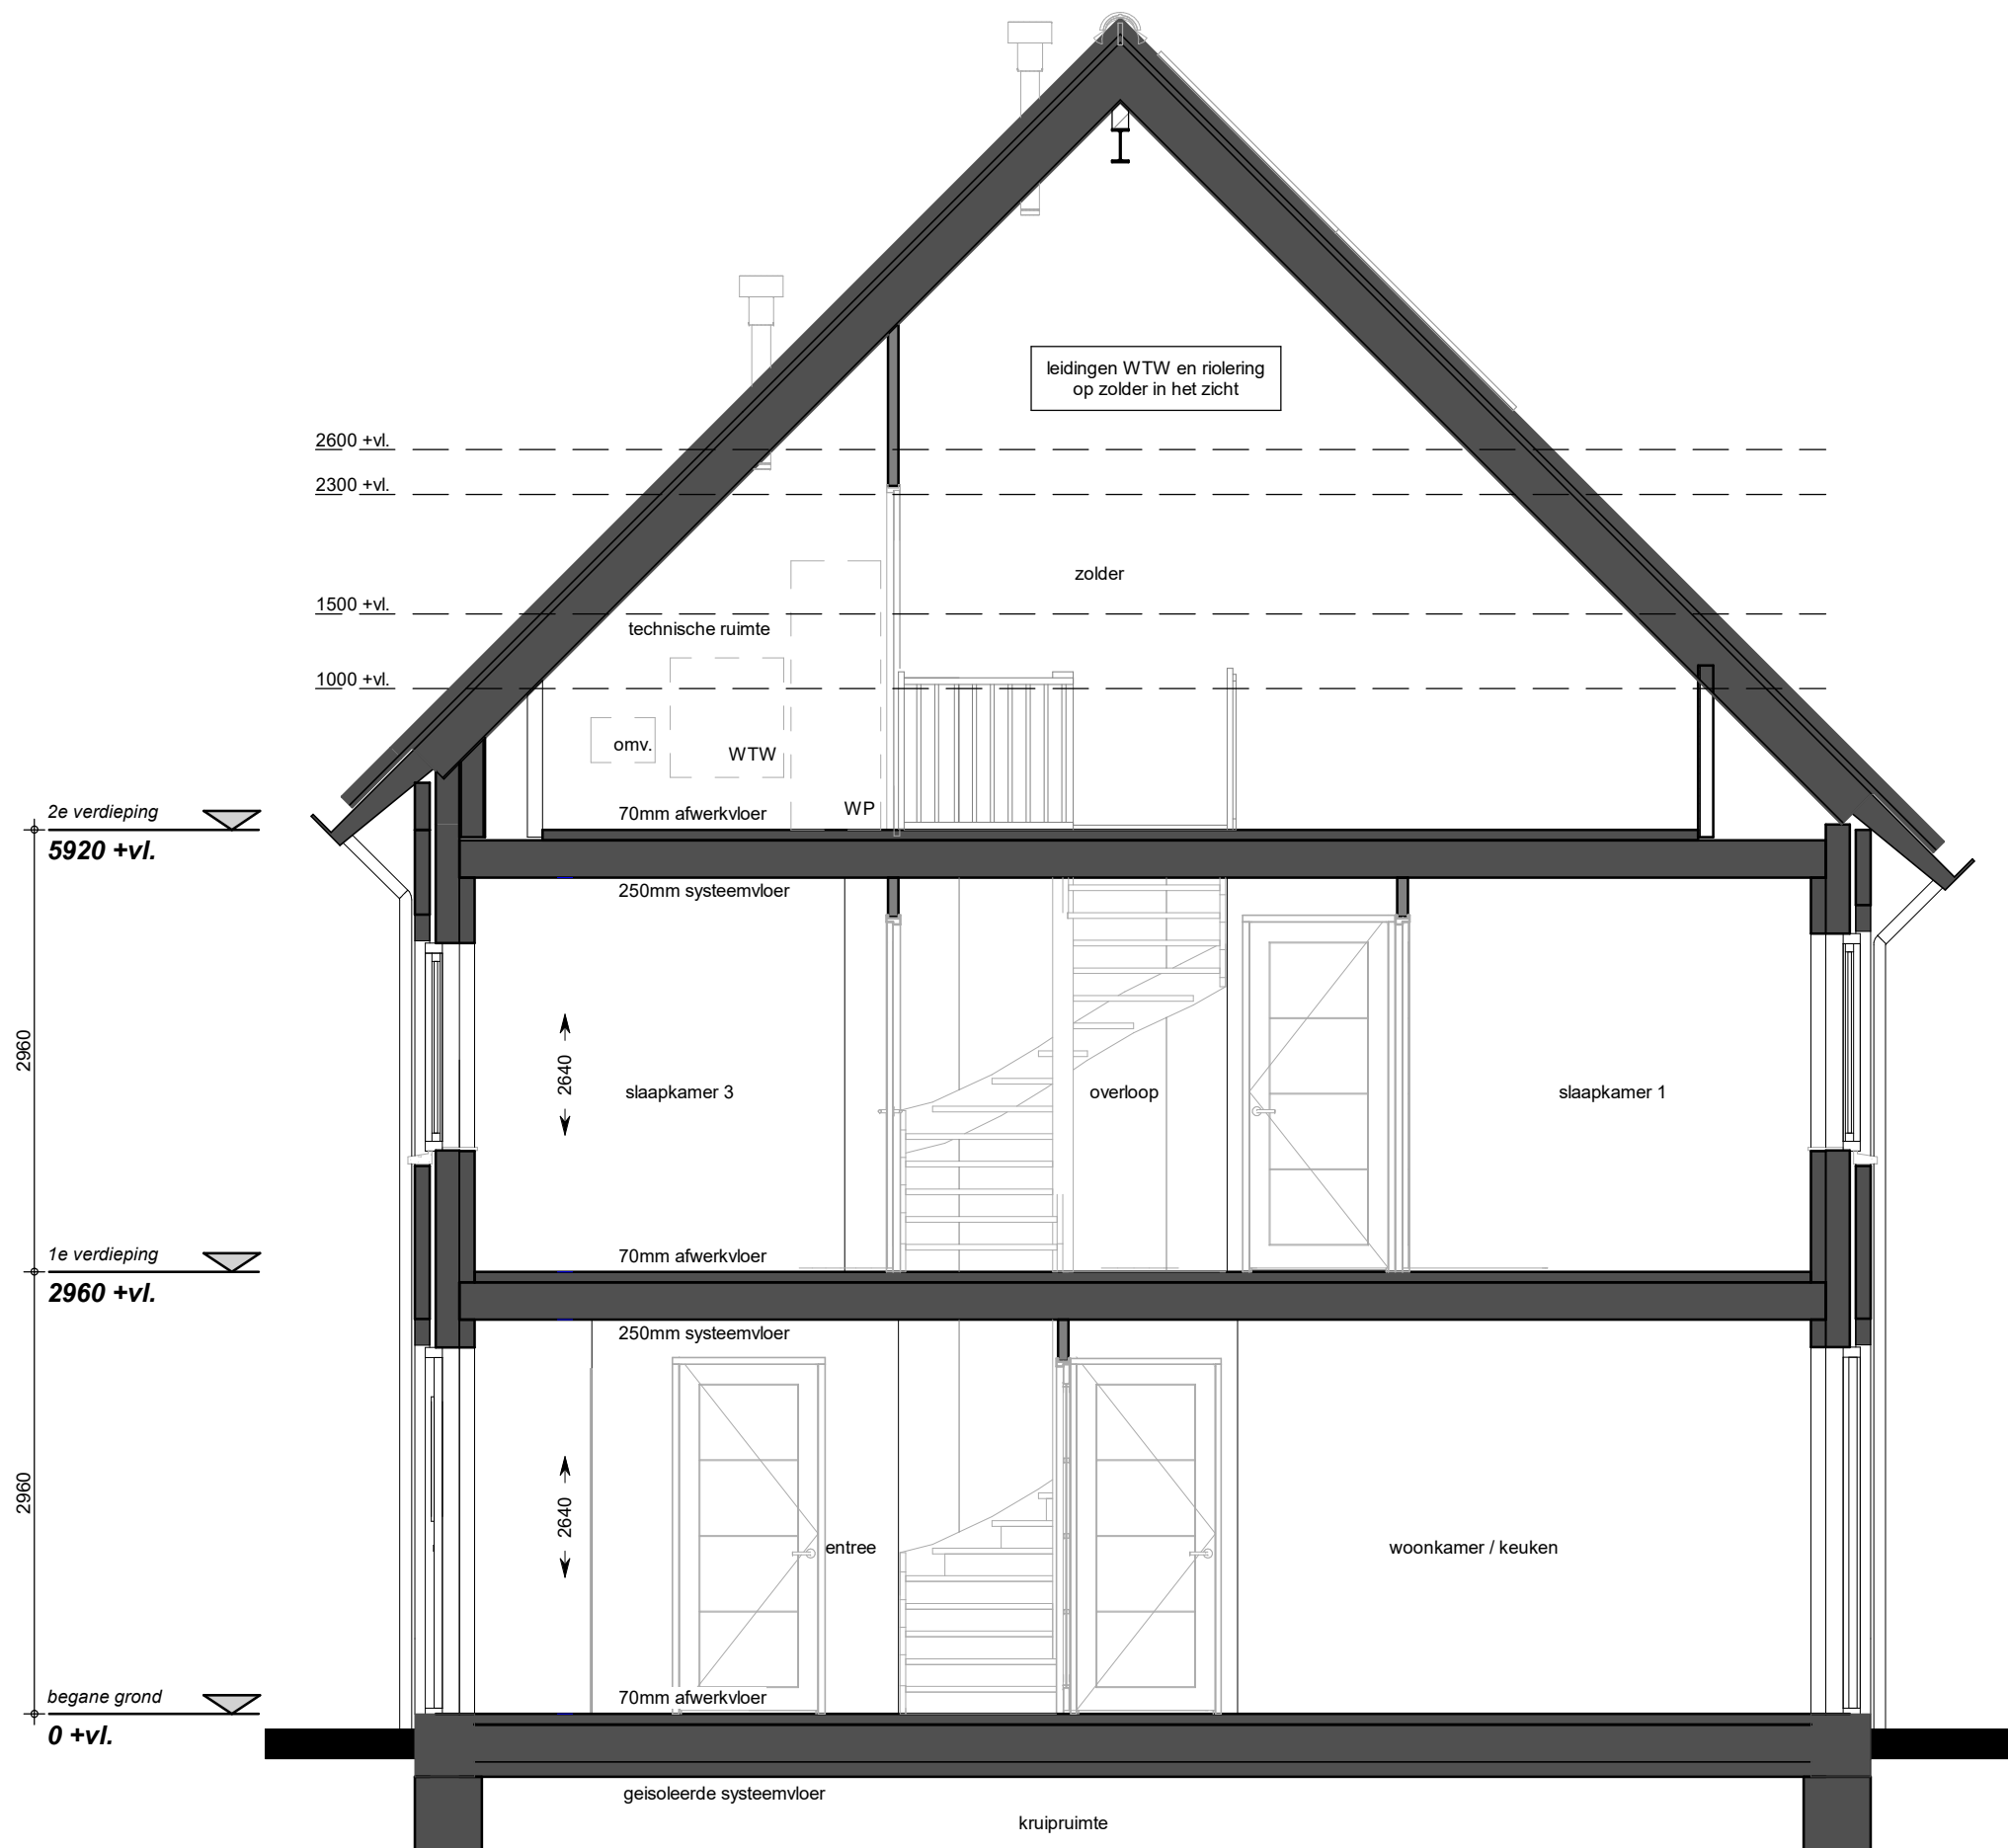 leidingen WTW en riolering
op zolder in het zicht
2600 +vl.
2300 +vl.
zolder
1500 +vl.
technische ruimte
1000 +vl.
omv.
WTW
WP
2e verdieping
70mm afwerkvloer
5920 +vl.
250mm systeemvloer
2960
2640
slaapkamer 3
overloop
slaapkamer 1
1e verdieping
70mm afwerkvloer
2960 +vl.
250mm systeemvloer
2960
2640
entree
woonkamer / keuken
begane grond
70mm afwerkvloer
0 +vl.
geisoleerde systeemvloer
kruipruimte